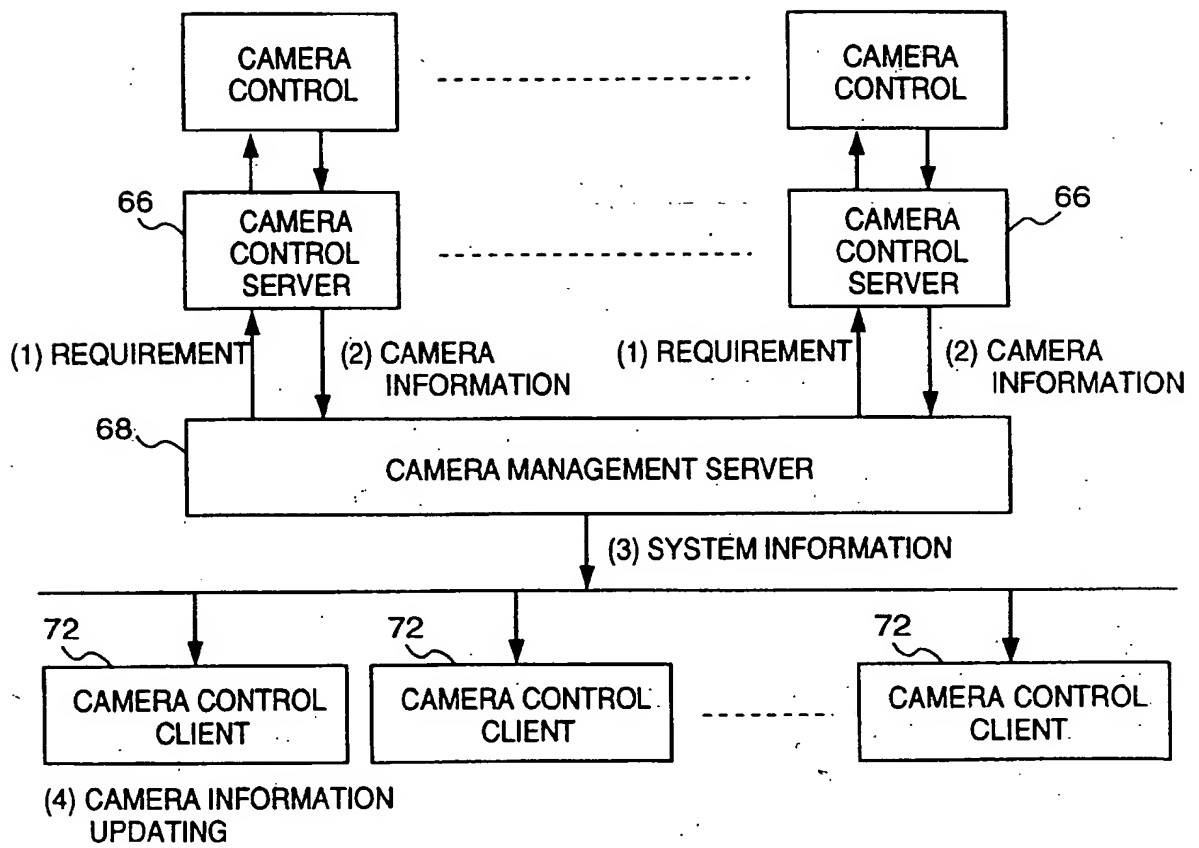 CAMERA
CONTROL
CAMERA
CONTROL
66
CAMERA
CONTROL
SERVER
CAMERA
CONTROL
SERVER
66
(1) REQUIREMENT
(2) CAMERA
INFORMATION
(1) REQUIREMENT
(2) CAMERA
INFORMATION
68
CAMERA MANAGEMENT SERVER
(3) SYSTEM INFORMATION
72
CAMERA CONTROL
CLIENT
72
CAMERA CONTROL
CLIENT
72
CAMERA CONTROL
CLIENT
(4) CAMERA INFORMATION
UPDATING